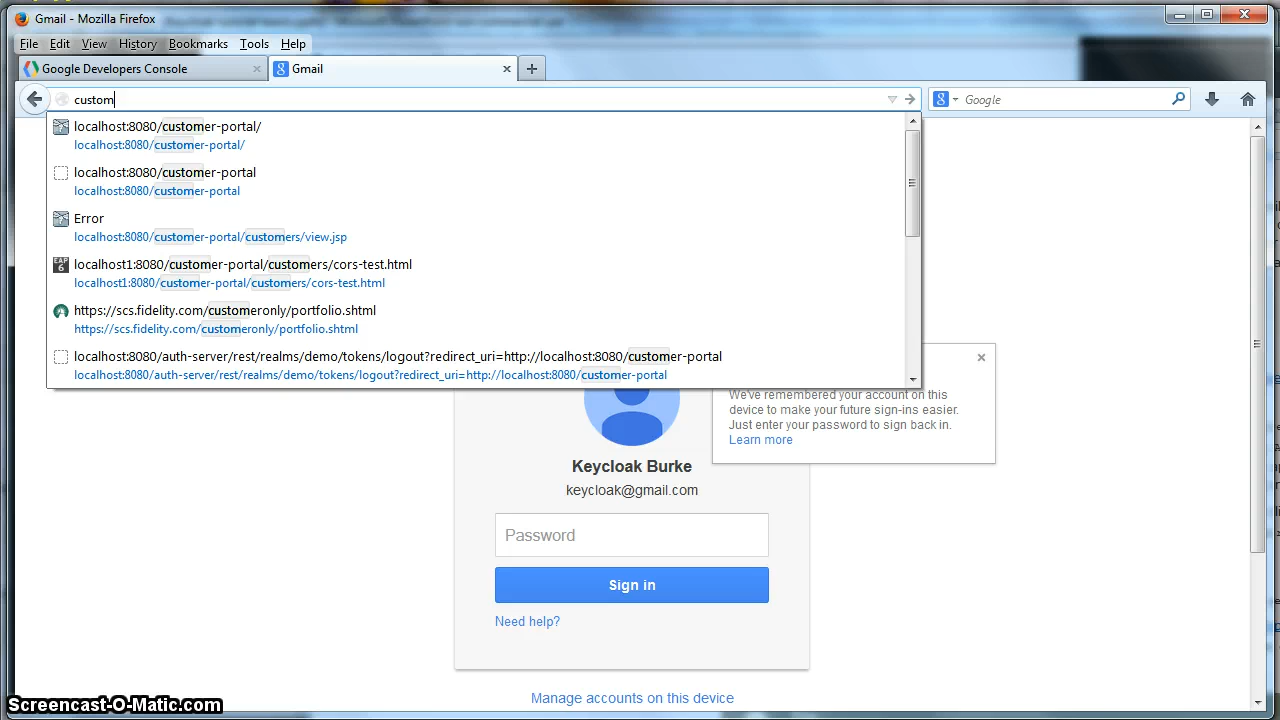 Gmail - Mozilla Firefox
File Edit View History Bookmarks Tools Help
Google Developers Console
Gmail
custom
Google
localhost:8080/customer-portal/
localhost:8080/customer-portal/
localhost:8080/customer-portal
localhost:8080/customer-portal
Error
localhost:8080/customer-portal/customers/view.jsp
EAP
6
localhost1:8080/customer-portal/customers/cors-test.html
localhost1:8080/customer-portal/customers/cors-test.html
https://scs.fidelity.com/customeronly/portfolio.shtml
https://scs.fidelity.com/customeronly/portfolio.shtml
localhost:8080/auth-server/rest/realms/demo/tokens/logout?redirect_uri=http://localhost:8080/customer-portal
localhost:8080/auth-server/rest/realms/demo/tokens/logout?redirect_uri=http://localhost:8080/customer-portal
We've remembered your account on this
device to make your future sign-ins easier.
Just enter your password to sign back in.
Learn more
Keycloak Burke
keycloak@gmail.com
Password
Sign in
Need help?
Manage accounts on this device
Screencast-O-Matic.com